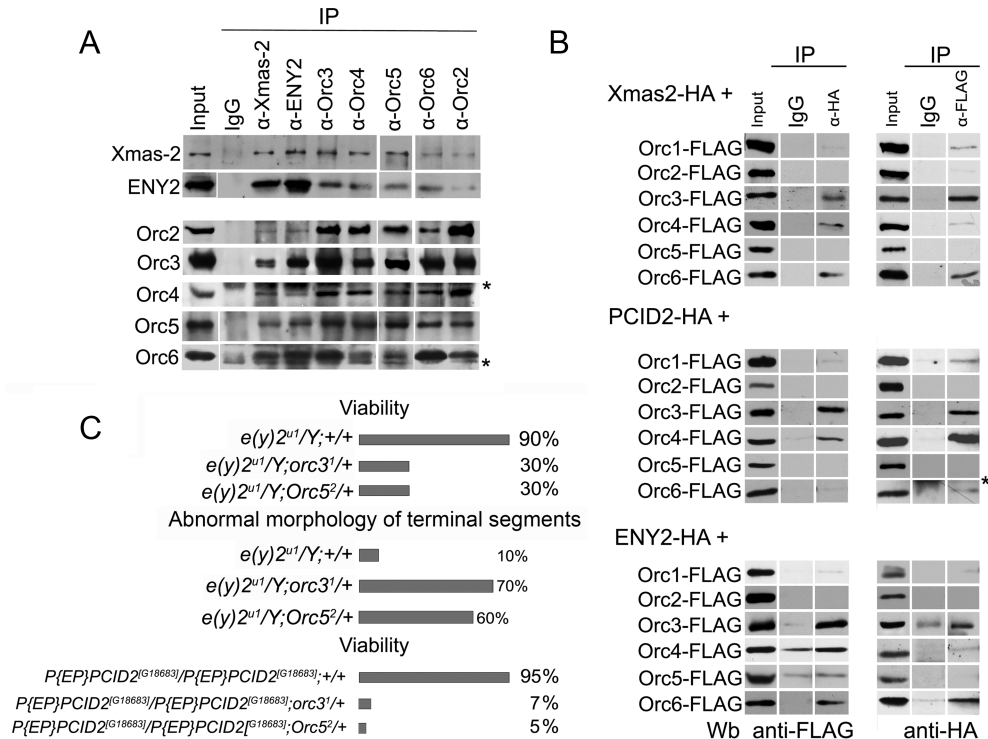 A
IP
Input
IgG
α-Xmas-2
α-ENY2
α-Orc3
α-Orc4
α-Orc5
α-Orc6
α-Orc2
Xmas-2
ENY2
Orc2
Orc3
Orc4
*
Orc5
Orc6
*
B
IP
IP
Xmas2-HA +
Input
IgG
α-HA
Input
IgG
α-FLAG
Orc1-FLAG
Orc2-FLAG
Orc3-FLAG
Orc4-FLAG
Orc5-FLAG
Orc6-FLAG
PCID2-HA +
Orc1-FLAG
Orc2-FLAG
Orc3-FLAG
Orc4-FLAG
Orc5-FLAG
*
Orc6-FLAG
ENY2-HA +
Orc1-FLAG
Orc2-FLAG
Orc3-FLAG
Orc4-FLAG
Orc5-FLAG
Orc6-FLAG
Wb anti-FLAG anti-HA
C
Viability
e(y)2ᵘ¹/Y;+/+ 90%
e(y)2ᵘ¹/Y;orc3¹/+ 30%
e(y)2ᵘ¹/Y;Orc5²/+ 30%
Abnormal morphology of terminal segments
e(y)2ᵘ¹/Y;+/+ 10%
e(y)2ᵘ¹/Y;orc3¹/+ 70%
e(y)2ᵘ¹/Y;Orc5²/+ 60%
Viability
P{EP}PCID2[G18683]/P{EP}PCID2[G18683];+/+ 95%
P{EP}PCID2[G18683]/P{EP}PCID2[G18683];orc3¹/+ 7%
P{EP}PCID2[G18683]/P{EP}PCID2[G18683];Orc5²/+ 5%